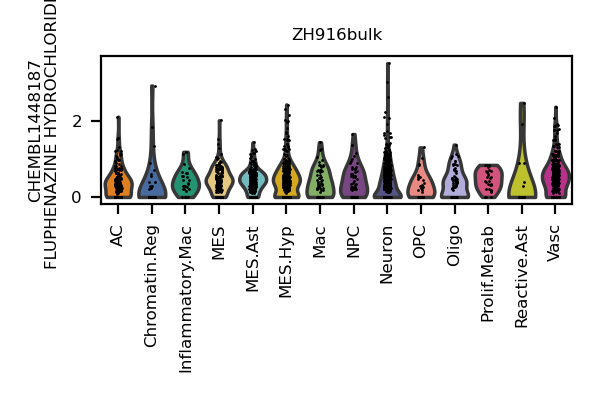 ZH916bulk
CHEMBL1448187
FLUPHENAZINE HYDROCHLORIDE
2
0
AC
Chromatin.Reg
Inflammatory.Mac
MES
MES.Ast
MES.Hyp
Mac
NPC
Neuron
OPC
Oligo
Prolif.Metab
Reactive.Ast
Vasc